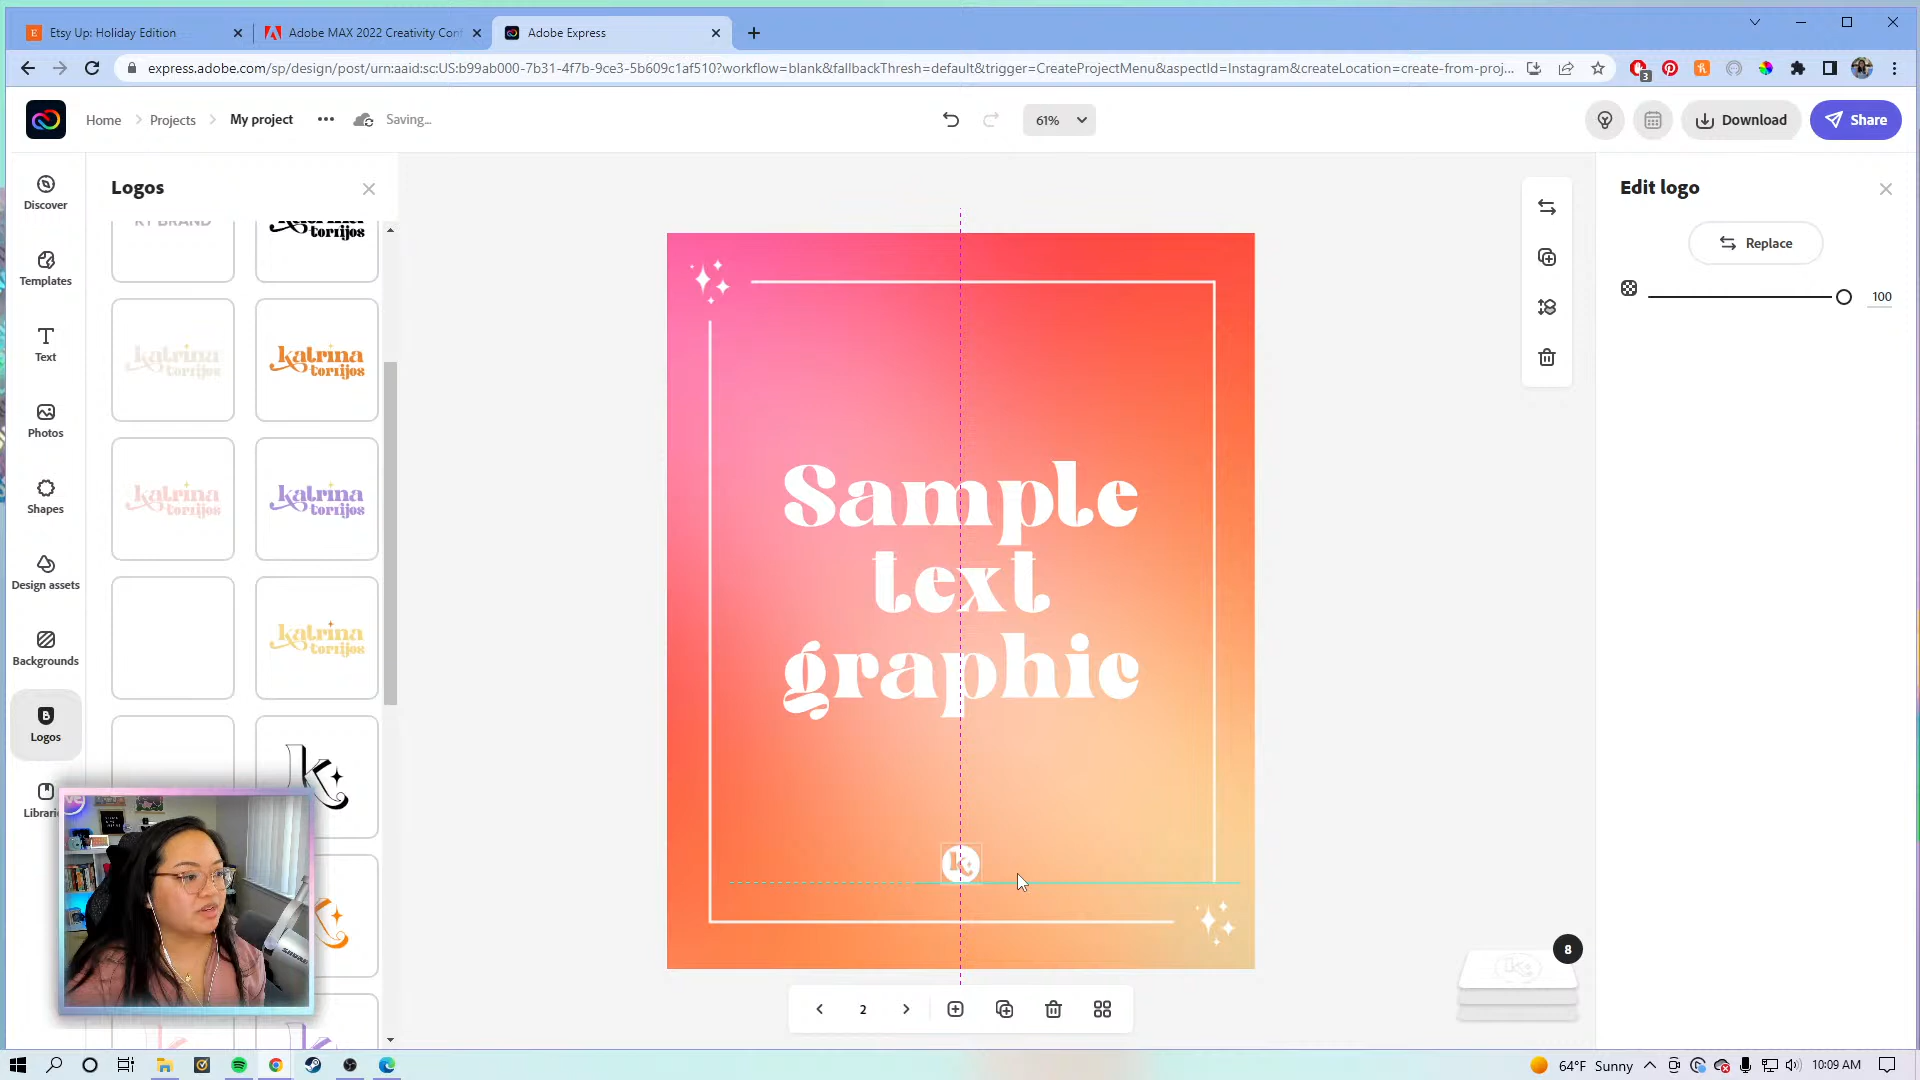 Etsy Up: Holiday Edition
Adobe MAX 2022 Creativity Conf
Adobe Express
express.adobe.com/sp/design/post/urn:aaid:sc:US:b99ab000-7b31-4f7b-9ce3-5b609c1af510?workflow=blank&fallbackThresh=default&trigger=CreateProjectMenu&aspectId=Instagram&createLocation=create-from-proj...
3
Home
Projects
My project
Saving...
61%
Download
Share
Discover
Templates
Text
Photos
Shapes
Design assets
Backgrounds
Logos
Logos
KT BRAND
torrijos
katrina
torrijos
katrina
torrijos
katrina
torrijos
katrina
torrijos
katrina
torrijos
k
Sample
text
graphic
k
2
Edit logo
Replace
100
8
64°F Sunny
10:09 AM